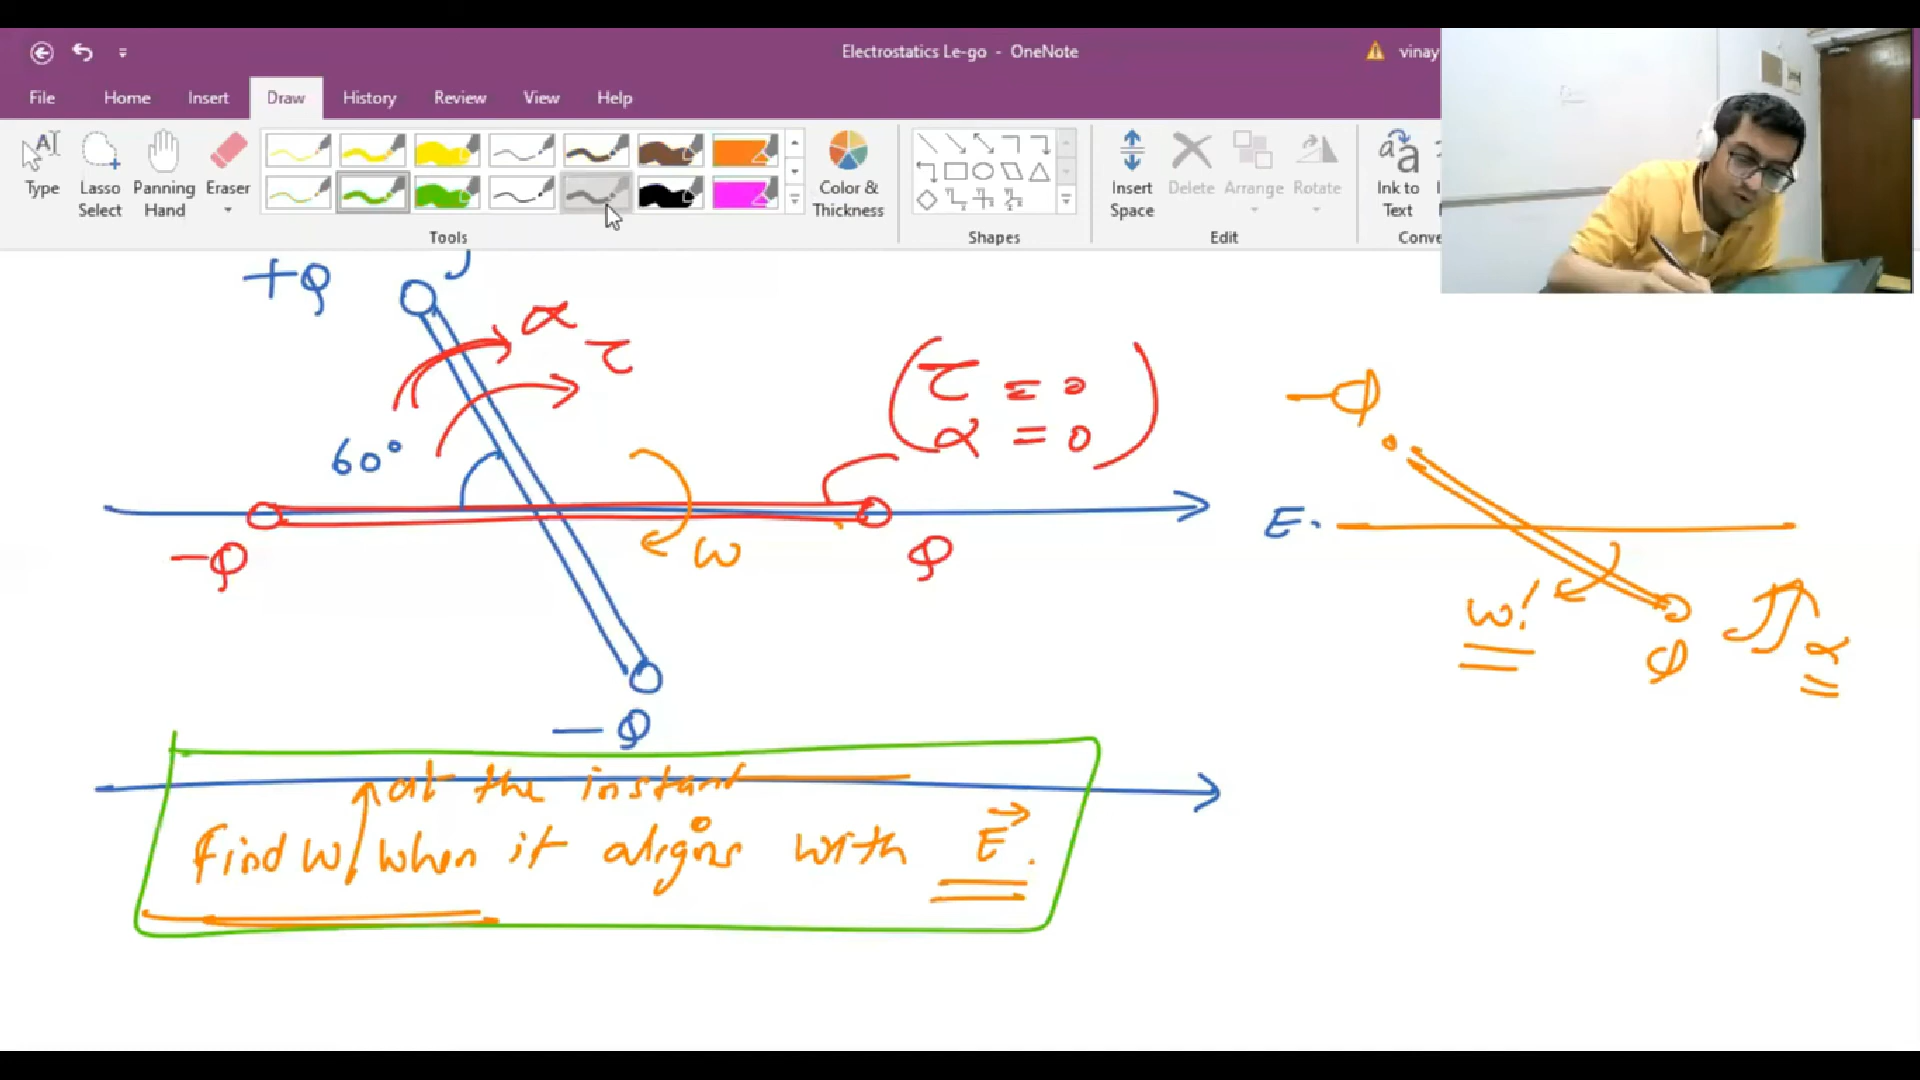 Electrostatics Le-go - OneNote
vinay
File Home Insert Draw History Review View Help
Type
Lasso Select
Panning Hand
Eraser
Color & Thickness
Insert Space
Delete
Arrange
Rotate
Ink to Text
Tools
Shapes
Edit
Conve
+Q
α
τ
60°
(τ = 0
α = 0)
-Q
ω
Q
- Q
-Q
E
ω!
Q
α
at the instant
find ω / when it aligns with E.